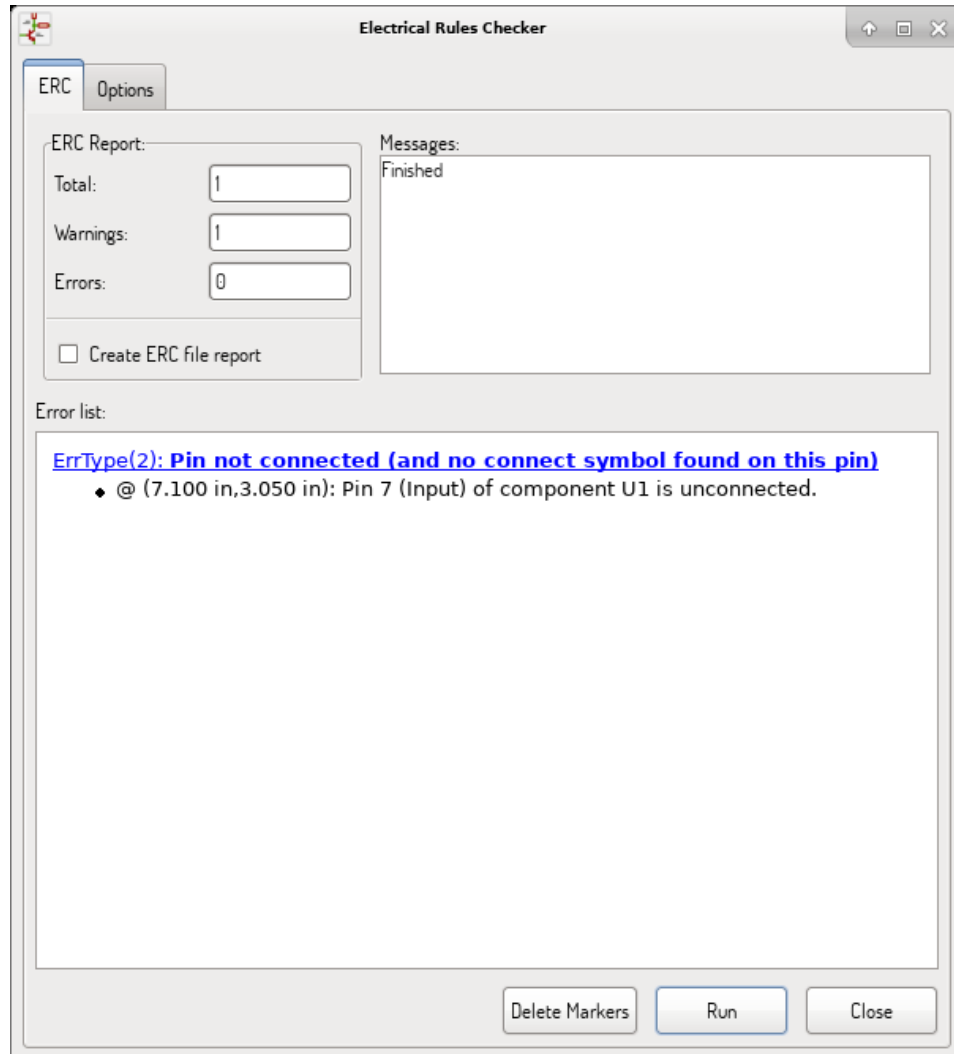 Electrical Rules Checker
ERC
Options
ERC Report:
Total:
1
Warnings:
1
Errors:
0
Create ERC file report
Messages:
Finished
Error list:
ErrType(2): Pin not connected (and no connect symbol found on this pin)
@ (7.100 in,3.050 in): Pin 7 (Input) of component U1 is unconnected.
Delete Markers
Run
Close